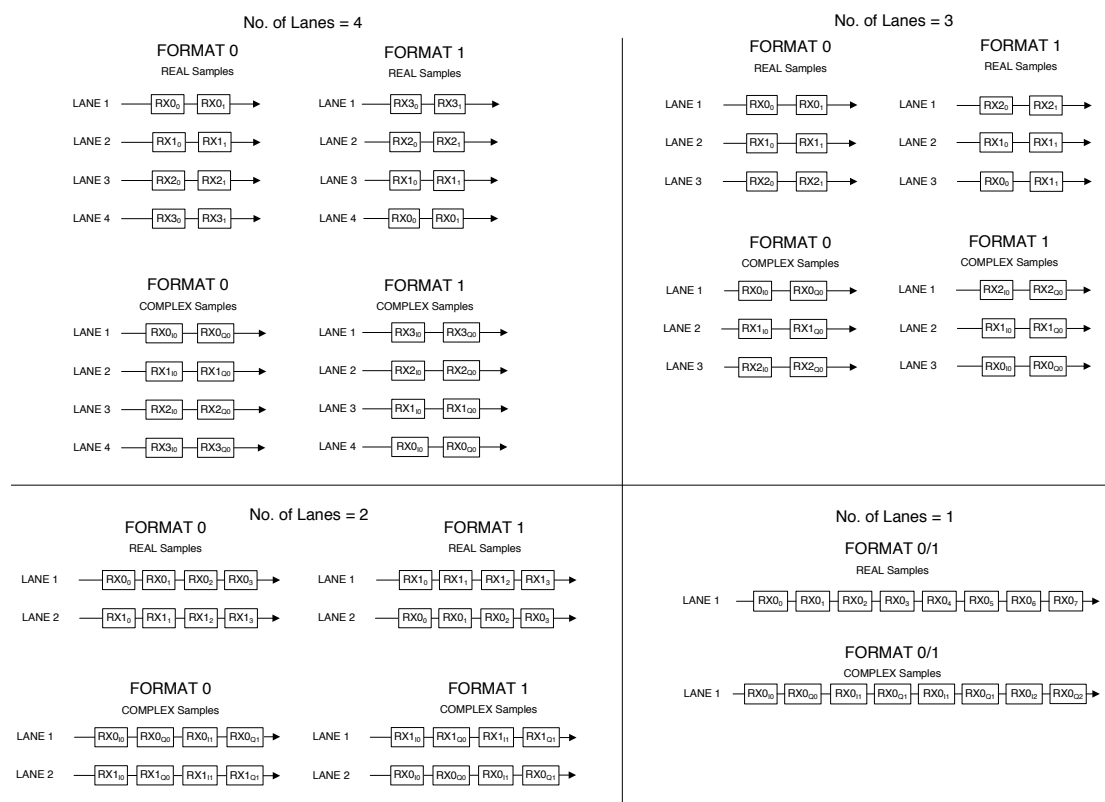 No. of Lanes = 4
FORMAT 0
REAL Samples
LANE 1 RX0₀ RX0₁
LANE 2 RX1₀ RX1₁
LANE 3 RX2₀ RX2₁
LANE 4 RX3₀ RX3₁
FORMAT 1
REAL Samples
LANE 1 RX3₀ RX3₁
LANE 2 RX2₀ RX2₁
LANE 3 RX1₀ RX1₁
LANE 4 RX0₀ RX0₁
FORMAT 0
COMPLEX Samples
LANE 1 RX0I0 RX0Q0
LANE 2 RX1I0 RX1Q0
LANE 3 RX2I0 RX2Q0
LANE 4 RX3I0 RX3Q0
FORMAT 1
COMPLEX Samples
LANE 1 RX3I0 RX3Q0
LANE 2 RX2I0 RX2Q0
LANE 3 RX1I0 RX1Q0
LANE 4 RX0I0 RX0Q0
No. of Lanes = 3
FORMAT 0
REAL Samples
LANE 1 RX0₀ RX0₁
LANE 2 RX1₀ RX1₁
LANE 3 RX2₀ RX2₁
FORMAT 1
REAL Samples
LANE 1 RX2₀ RX2₁
LANE 2 RX1₀ RX1₁
LANE 3 RX0₀ RX1₁
FORMAT 0
COMPLEX Samples
LANE 1 RX0I0 RX0Q0
LANE 2 RX1I0 RX1Q0
LANE 3 RX2I0 RX2Q0
FORMAT 1
COMPLEX Samples
LANE 1 RX2I0 RX2Q0
LANE 2 RX1I0 RX1Q0
LANE 3 RX0I0 RX0Q0
No. of Lanes = 2
FORMAT 0
REAL Samples
LANE 1 RX0₀ RX0₁ RX0₂ RX0₃
LANE 2 RX1₀ RX1₁ RX1₂ RX1₃
FORMAT 1
REAL Samples
LANE 1 RX1₀ RX1₁ RX1₂ RX1₃
LANE 2 RX0₀ RX0₁ RX0₂ RX0₃
FORMAT 0
COMPLEX Samples
LANE 1 RX0I0 RX0Q0 RX0I1 RX0Q1
LANE 2 RX1I0 RX1Q0 RX1I1 RX1Q1
FORMAT 1
COMPLEX Samples
LANE 1 RX1I0 RX1Q0 RX1I1 RX1Q1
LANE 2 RX0I0 RX0Q0 RX0I1 RX0Q1
No. of Lanes = 1
FORMAT 0/1
REAL Samples
LANE 1 RX0₀ RX0₁ RX0₂ RX0₃ RX0₄ RX0₅ RX0₆ RX0₇
FORMAT 0/1
COMPLEX Samples
LANE 1 RX0I0 RX0Q0 RX0I1 RX0Q1 RX0I1 RX0Q1 RX0I2 RX0Q2